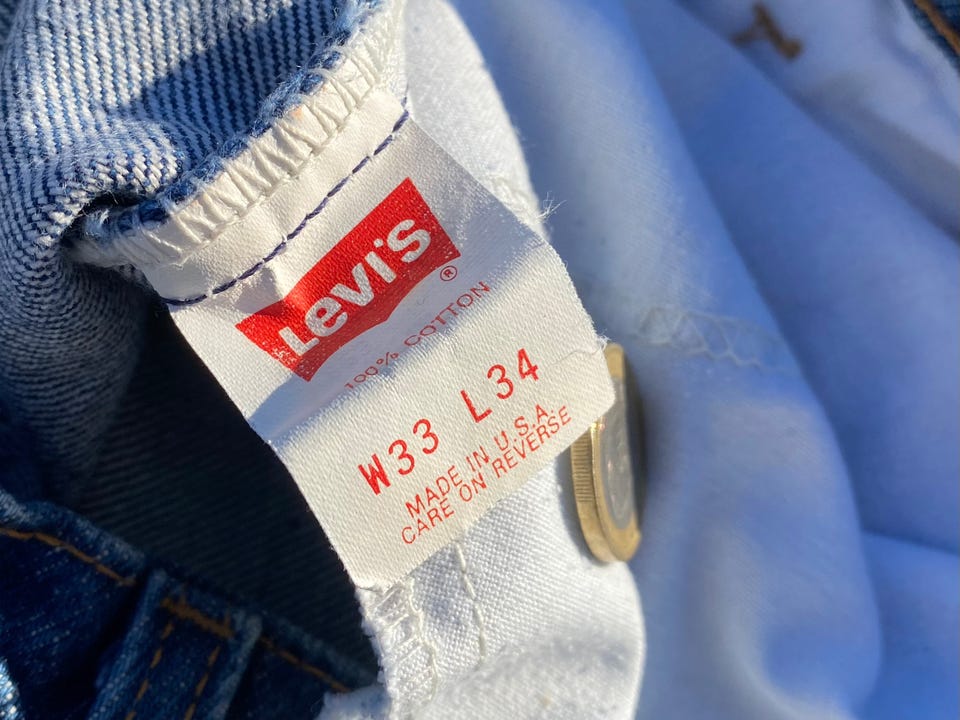 Levi's
®
100% COTTON
W33 L34
MADE IN U.S.A.
CARE ON REVERSE